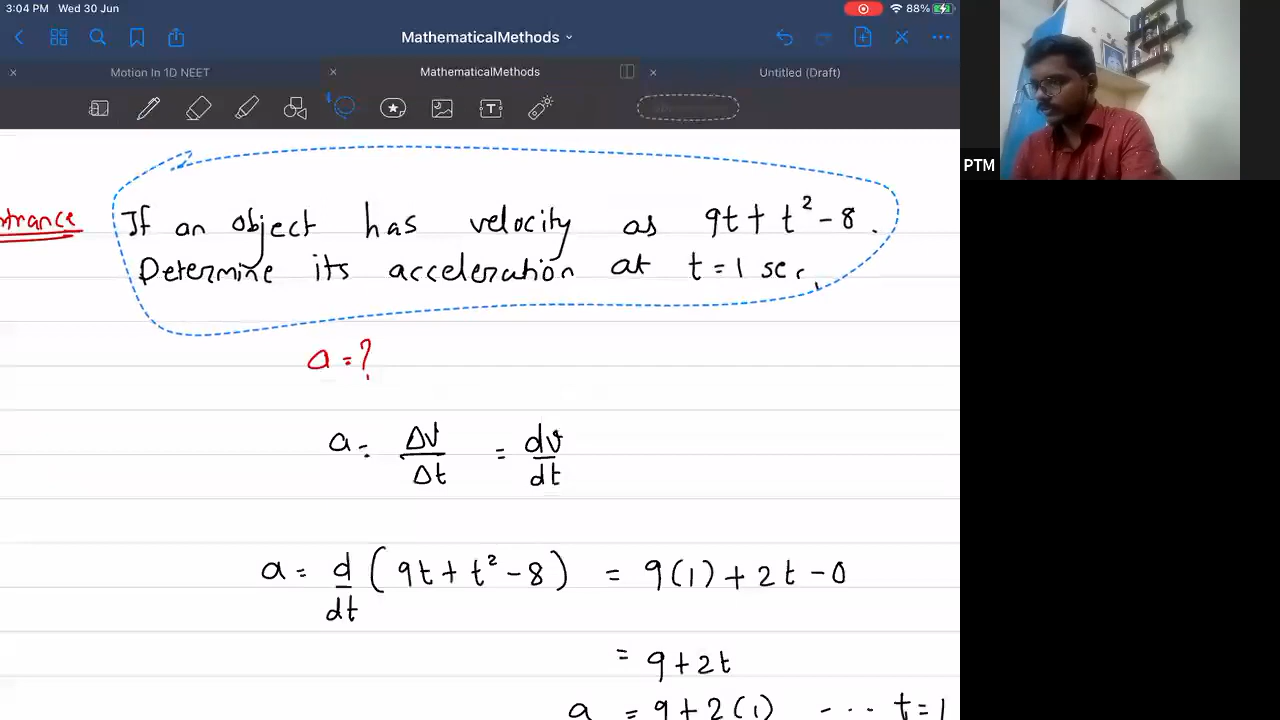 3:04 PM Wed 30 Jun
88%
MathematicalMethods
Motion In 1D NEET
MathematicalMethods
Untitled (Draft)
PTM
If an object has velocity as 9t + t² - 8.
Determine its acceleration at t = 1 sec.
a = ?
a = Δv/Δt = dv/dt
a = d/dt (9t + t² - 8) = 9(1) + 2t - 0
= 9 + 2t
a = 9 + 2(1) ... t = 1